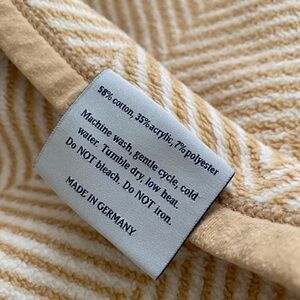 58% cotton, 35% acrylic, 7% polyester
Machine wash, gentle cycle, cold
water. Tumble dry, low heat.
Do NOT bleach. Do NOT iron.
MADE IN GERMANY